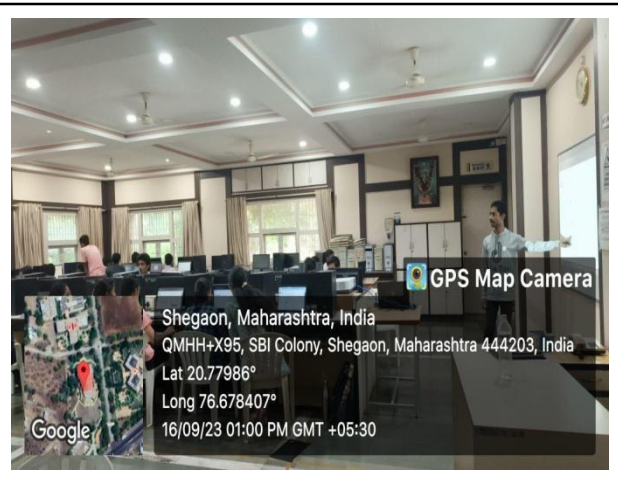 GPS Map Camera
Shegaon, Maharashtra, India
QMHH+X95, SBI Colony, Shegaon, Maharashtra 444203, India
Lat 20.77986°
Long 76.678407°
16/09/23 01:00 PM GMT +05:30
Google